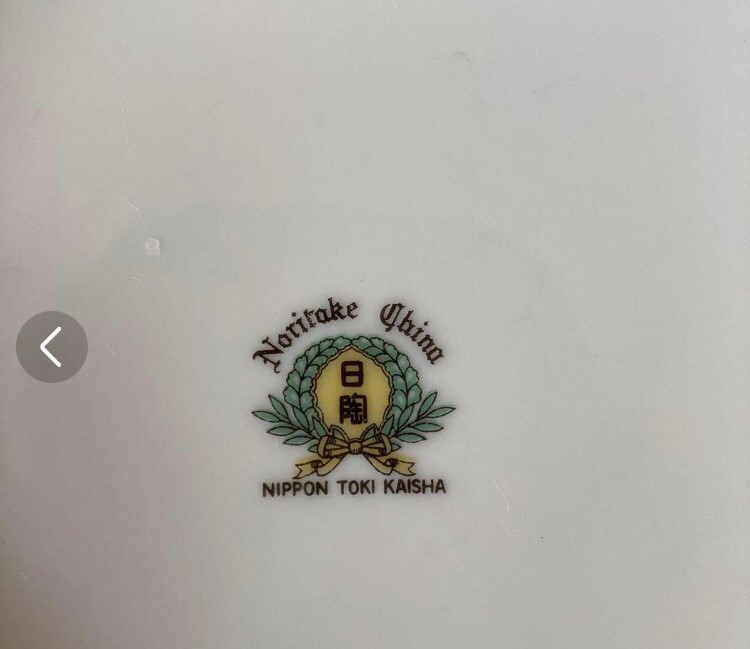 Noritake China
日
陶
NIPPON TOKI KAISHA